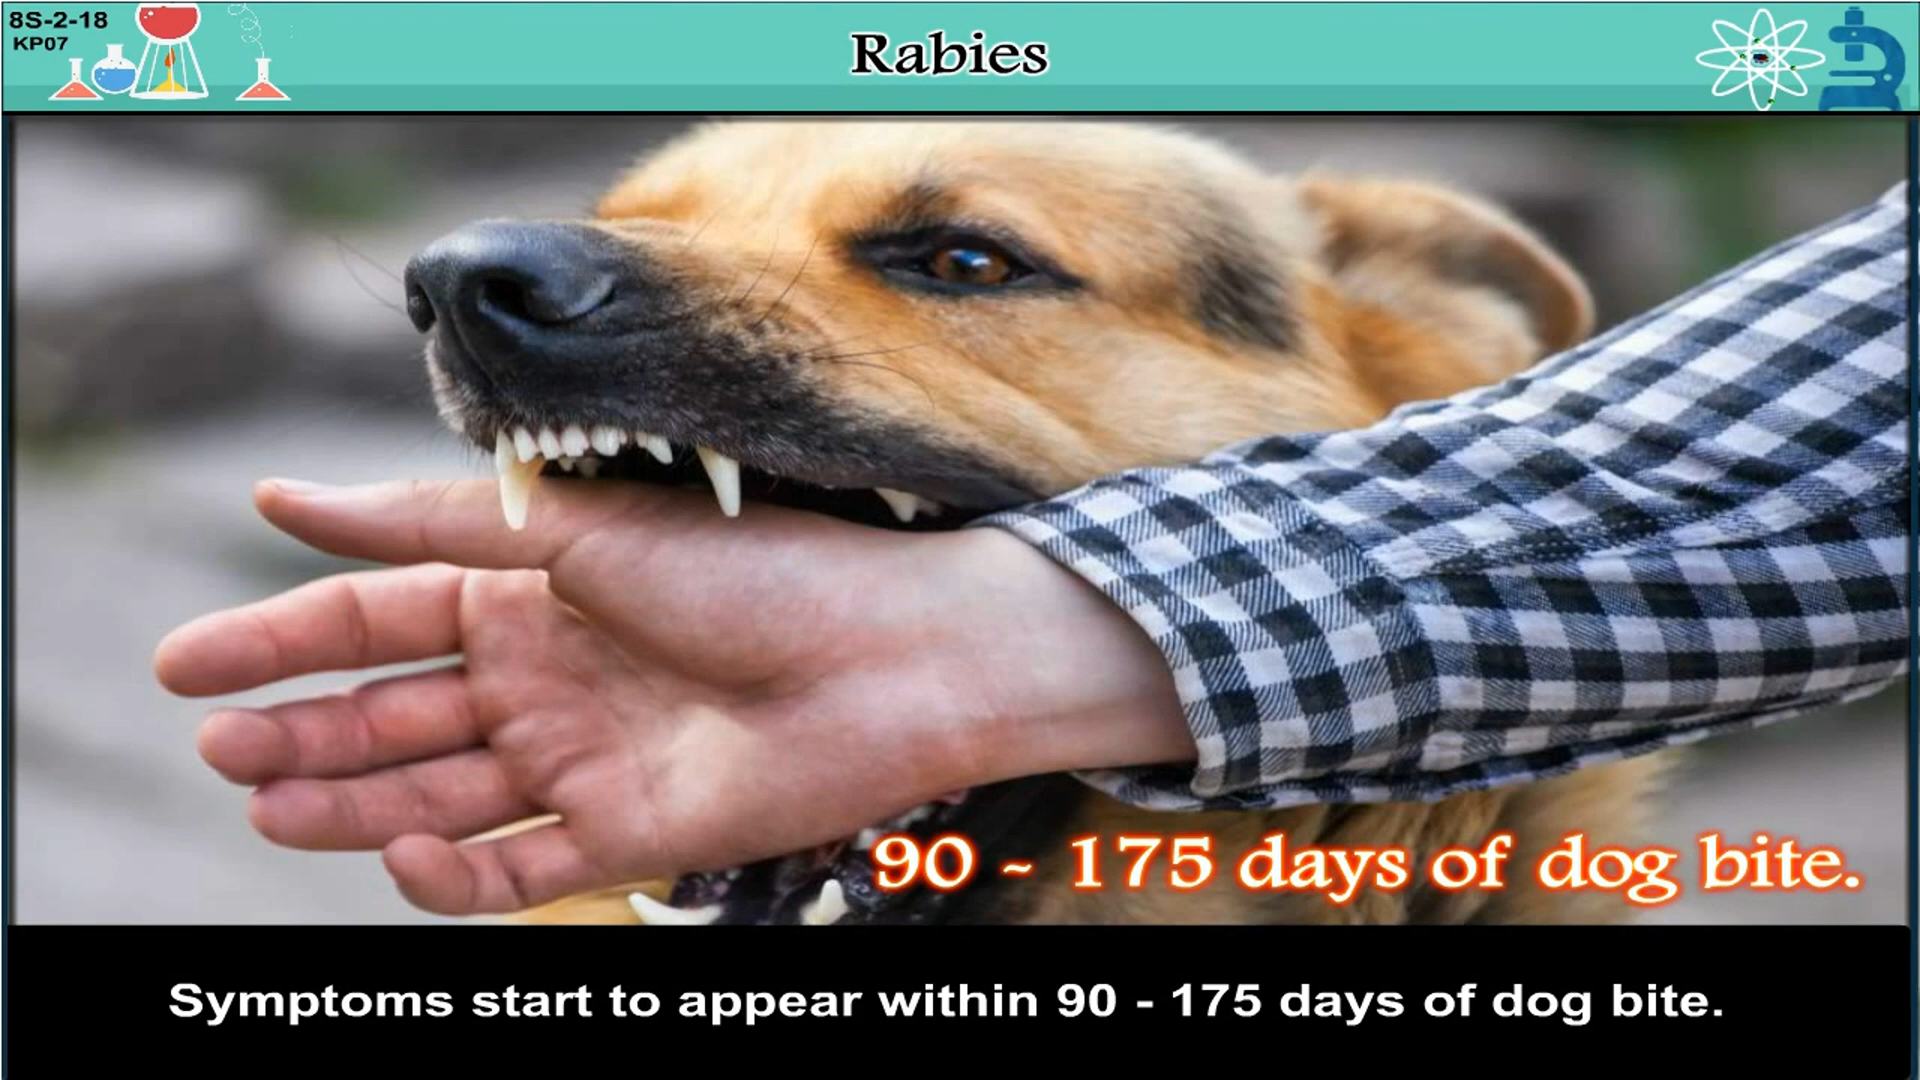 8S-2-18
KP07
Rabies
90 ~ 175 days of dog bite.
Symptoms start to appear within 90 - 175 days of dog bite.